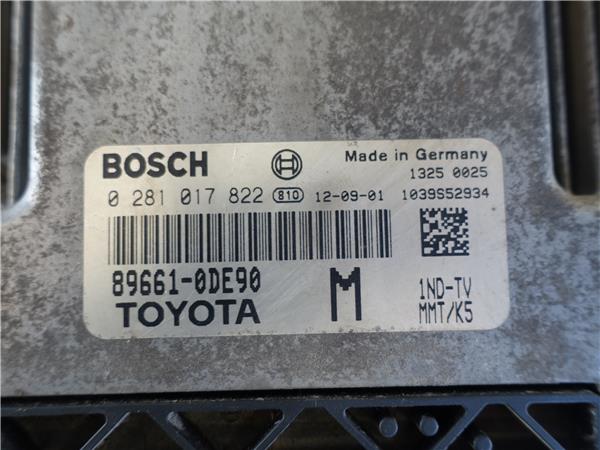 BOSCH Made in Germany
1325 0025
0 281 017 822 810 12-09-01 1039S52934
89661-0DE90
TOYOTA M
1ND-TV
MMT/K5